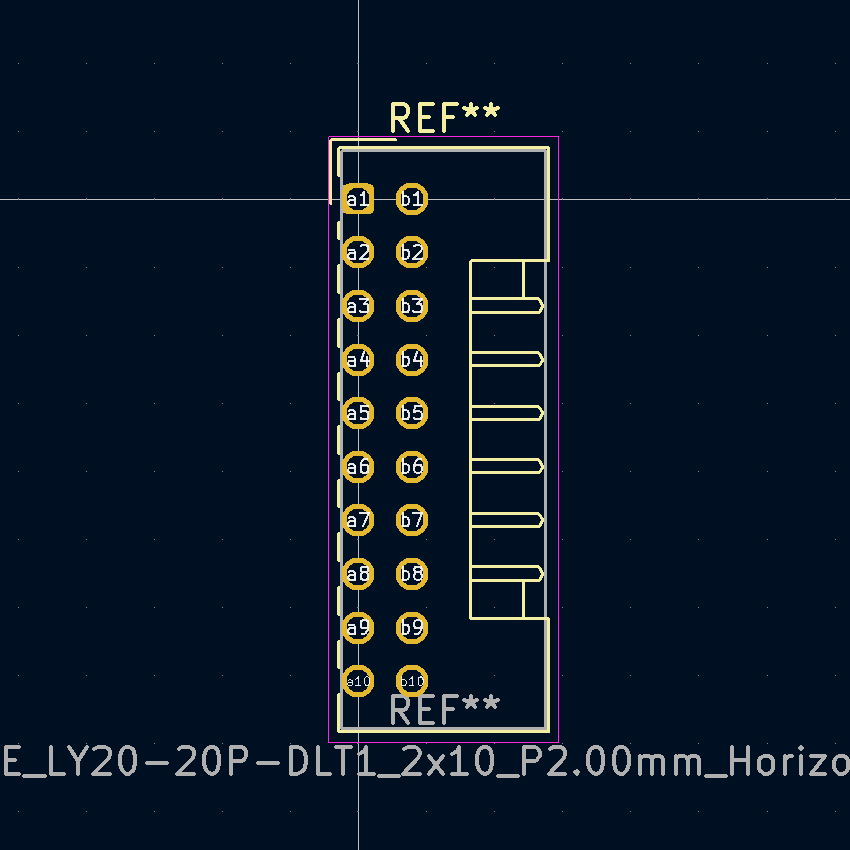 REF**
a1 b1
a2 b2
a3 b3
a4 b4
a5 b5
a6 b6
a7 b7
a8 b8
a9 b9
a10 b10
REF**
E_LY20-20P-DLT1_2x10_P2.00mm_Horizo